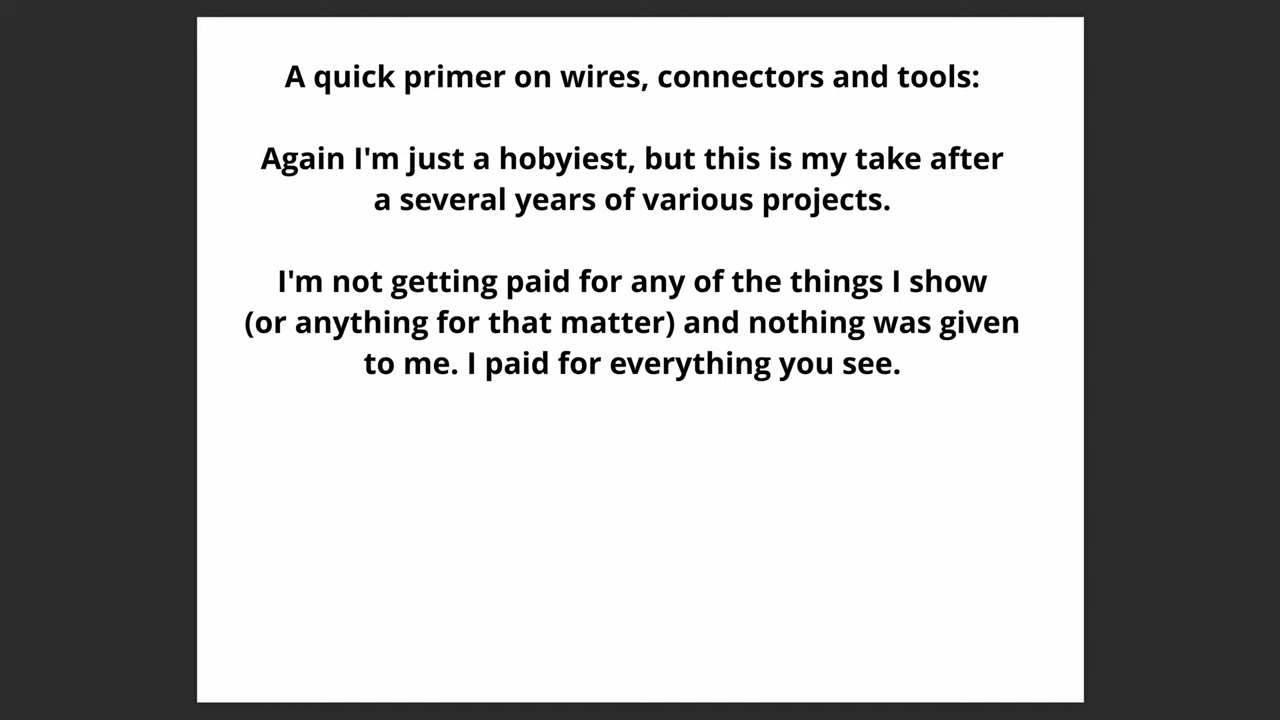 A quick primer on wires, connectors and tools:
Again I'm just a hobyiest, but this is my take after
a several years of various projects.
I'm not getting paid for any of the things I show
(or anything for that matter) and nothing was given
to me. I paid for everything you see.